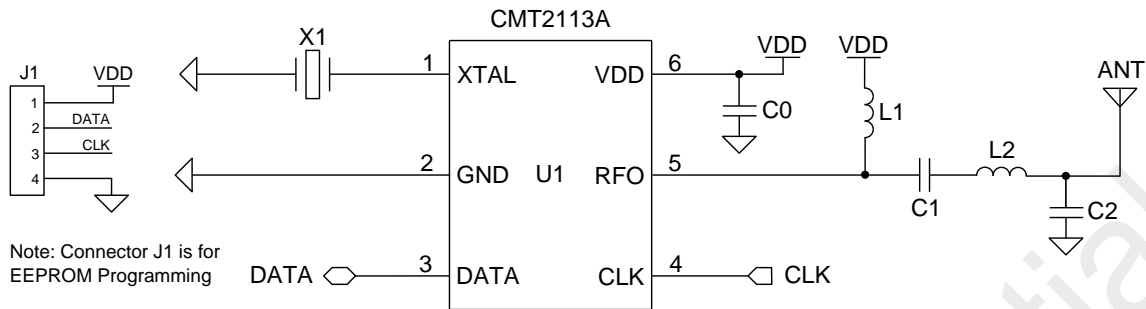 CMT2113A
X1
J1
VDD
1
2
DATA
3
CLK
4
Note: Connector J1 is for
EEPROM Programming
1
XTAL
2
GND
3
DATA
DATA
U1
VDD
6
RFO
5
CLK
4
CLK
VDD
C0
VDD
L1
C1
L2
C2
ANT